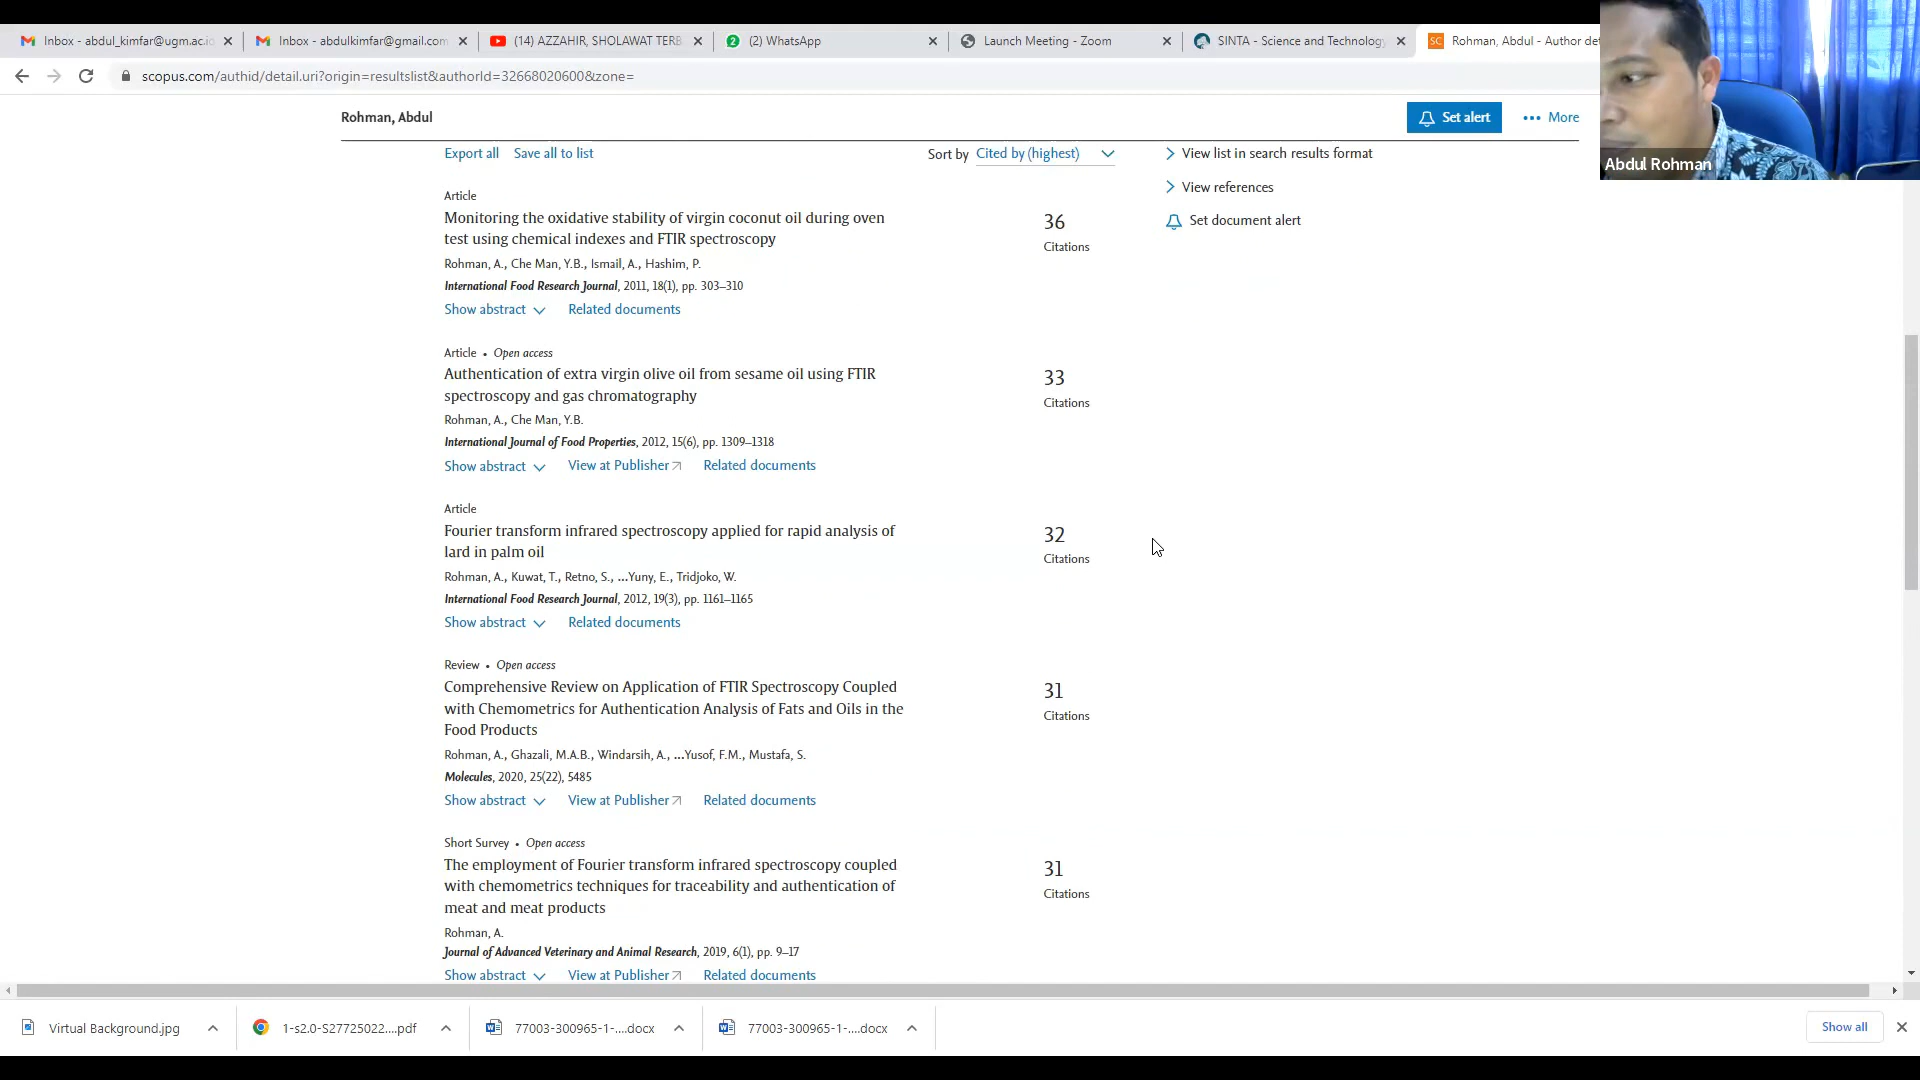 Inbox - abdul_kimfar@ugm.ac.i
Inbox - abdulkimfar@gmail.com
(14) AZZAHIR, SHOLAWAT TERB
(2) WhatsApp
Launch Meeting - Zoom
SINTA - Science and Technology
SC Rohman, Abdul - Author det
scopus.com/authid/detail.uri?origin=resultslist&authorId=32668020600&zone=
Rohman, Abdul
Set alert
More
Abdul Rohman
Export all Save all to list
Sort by Cited by (highest)
View list in search results format
View references
Set document alert
Article
Monitoring the oxidative stability of virgin coconut oil during oven
test using chemical indexes and FTIR spectroscopy
36
Citations
Rohman, A., Che Man, Y.B., Ismail, A., Hashim, P.
International Food Research Journal, 2011, 18(1), pp. 303–310
Show abstract Related documents
Article • Open access
Authentication of extra virgin olive oil from sesame oil using FTIR
spectroscopy and gas chromatography
33
Citations
Rohman, A., Che Man, Y.B.
International Journal of Food Properties, 2012, 15(6), pp. 1309–1318
Show abstract View at Publisher Related documents
Article
Fourier transform infrared spectroscopy applied for rapid analysis of
lard in palm oil
32
Citations
Rohman, A., Kuwat, T., Retno, S., ...Yuny, E., Tridjoko, W.
International Food Research Journal, 2012, 19(3), pp. 1161–1165
Show abstract Related documents
Review • Open access
Comprehensive Review on Application of FTIR Spectroscopy Coupled
with Chemometrics for Authentication Analysis of Fats and Oils in the
Food Products
31
Citations
Rohman, A., Ghazali, M.A.B., Windarsih, A., ...Yusof, F.M., Mustafa, S.
Molecules, 2020, 25(22), 5485
Show abstract View at Publisher Related documents
Short Survey • Open access
The employment of Fourier transform infrared spectroscopy coupled
with chemometrics techniques for traceability and authentication of
meat and meat products
31
Citations
Rohman, A.
Journal of Advanced Veterinary and Animal Research, 2019, 6(1), pp. 9–17
Show abstract View at Publisher Related documents
Virtual Background.jpg
1-s2.0-S27725022....pdf
77003-300965-1-....docx
77003-300965-1-....docx
Show all